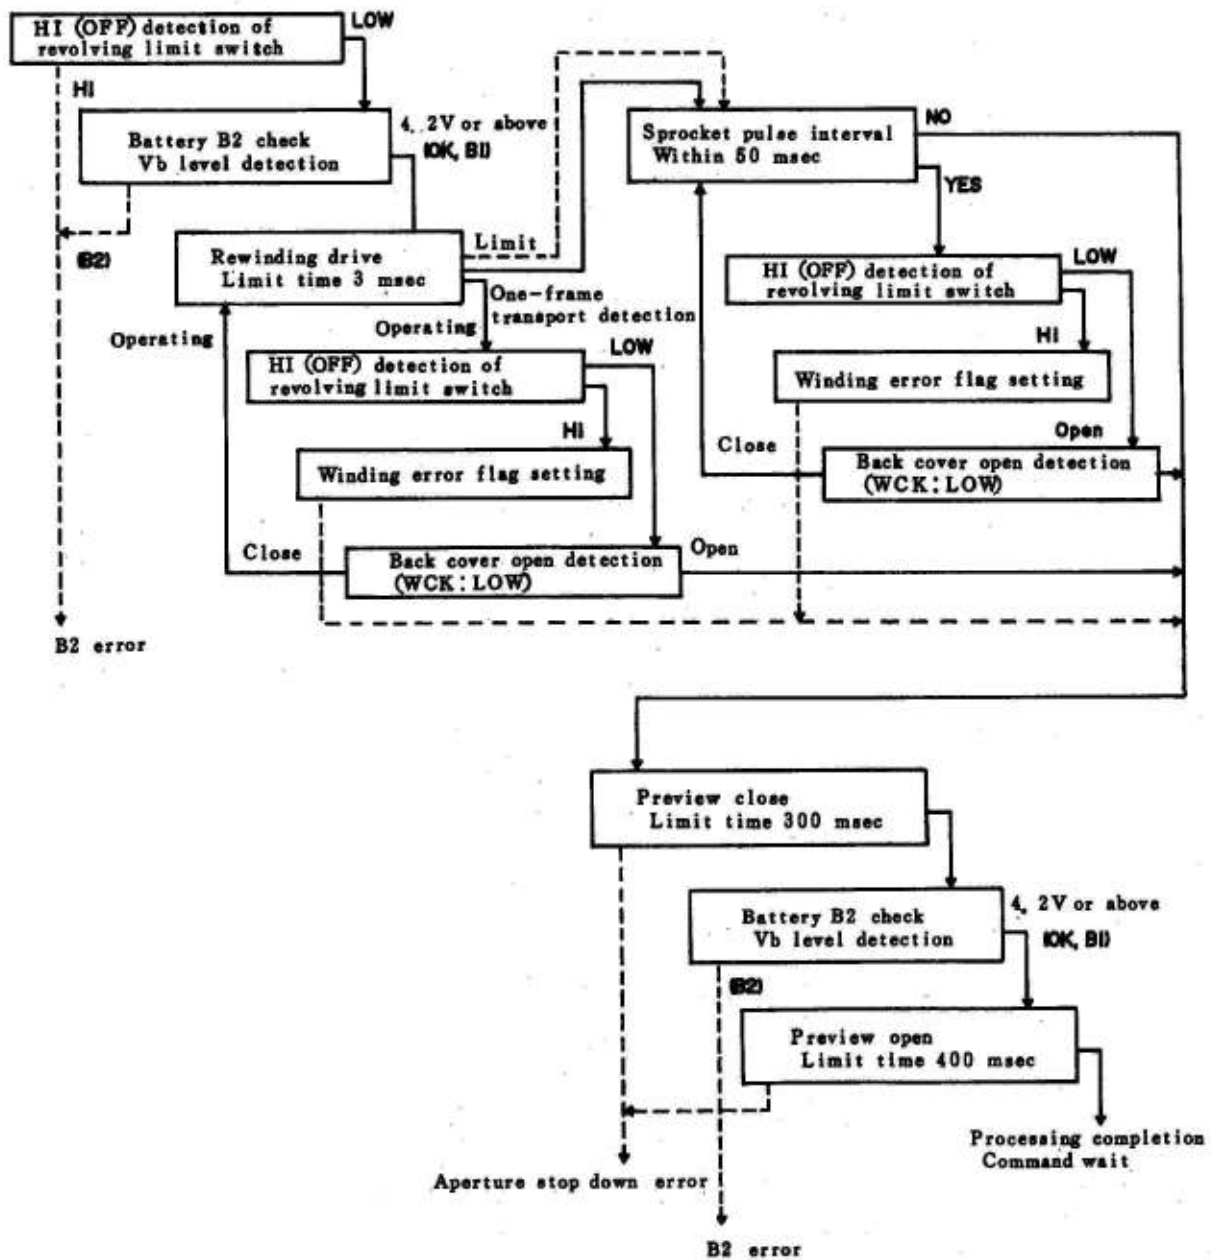 HI (OFF) detection of
revolving limit switch
LOW
HI
Battery B2 check
Vb level detection
4. 2V or above
(OK, B1)
(B2)
Rewinding drive
Limit time 3 msec
Limit
One-frame
transport detection
Operating
Operating
HI (OFF) detection of
revolving limit switch
LOW
HI
Winding error flag setting
Close
Back cover open detection
(WCK : LOW)
Open
B2 error
Sprocket pulse interval
Within 50 msec
NO
YES
HI (OFF) detection of
revolving limit switch
LOW
HI
Winding error flag setting
Close
Open
Back cover open detection
(WCK : LOW)
Preview close
Limit time 300 msec
Battery B2 check
Vb level detection
4. 2V or above
(OK, B1)
(B2)
Preview open
Limit time 400 msec
Processing completion
Command wait
Aperture stop down error
B2 error